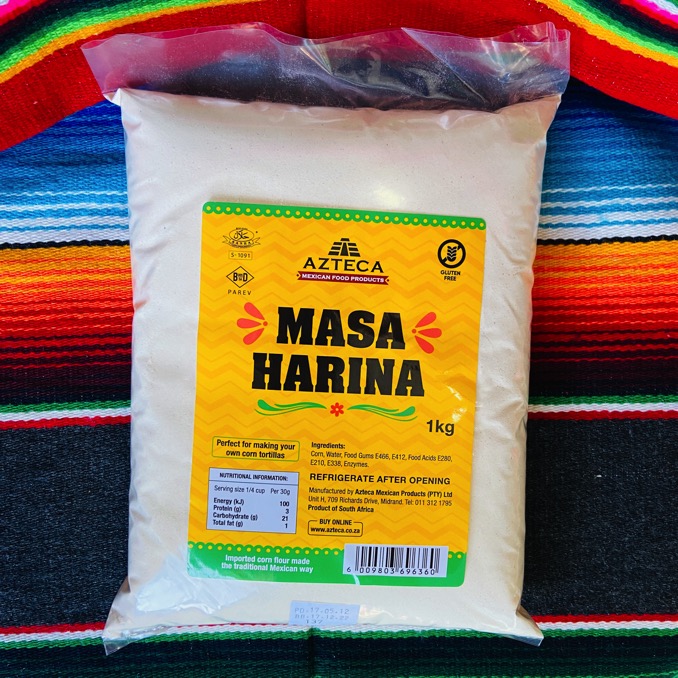 S-1091
PAREV
AZTECA
MEXICAN FOOD PRODUCTS
GLUTEN
FREE
MASA
HARINA
1kg
Perfect for making your
own corn tortillas
Ingredients:
Corn, Water, Food Gums E466, E412, Food Acids E280,
E210, E338, Enzymes.
REFRIGERATE AFTER OPENING
NUTRITIONAL INFORMATION:
Serving size 1/4 cup Per 30g
Energy (kJ) 100
Protein (g) 3
Carbohydrate (g) 21
Total fat (g) 1
Manufactured by Azteca Mexican Products (PTY) Ltd
Unit H, 709 Richards Drive, Midrand. Tel: 011 312 1795
Product of South Africa
BUY ONLINE
www.azteca.co.za
Imported corn flour made
the traditional Mexican way
6 009803 696360
137